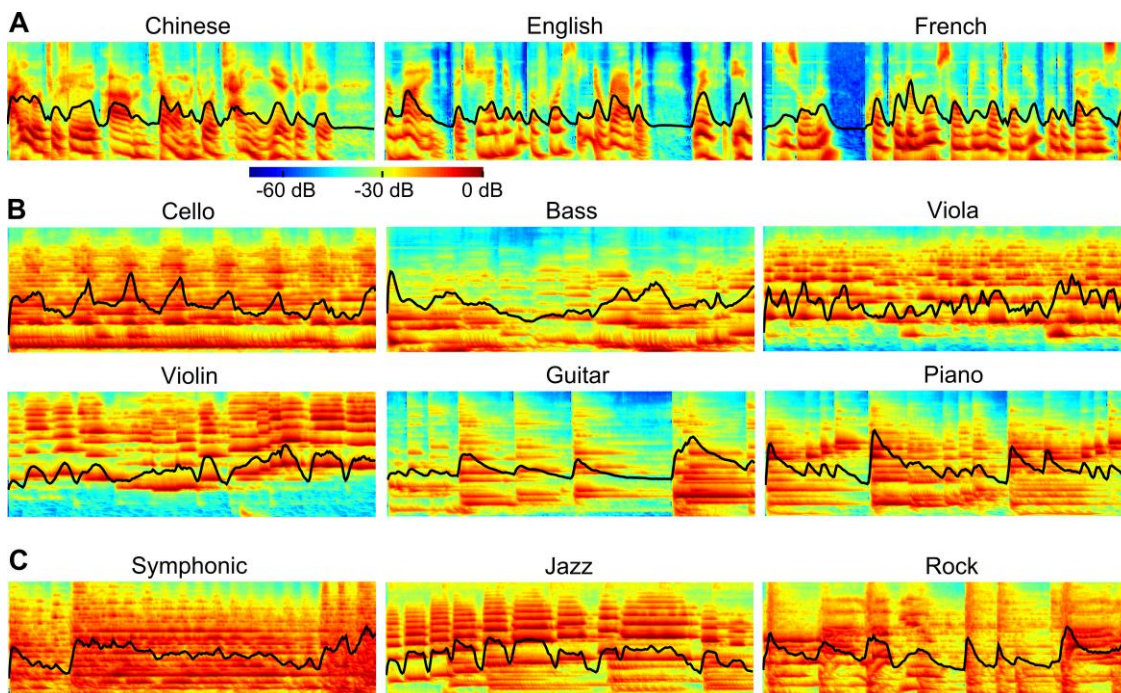 A
Chinese English French
-60 dB -30 dB 0 dB
B
Cello Bass Viola
Violin Guitar Piano
C
Symphonic Jazz Rock